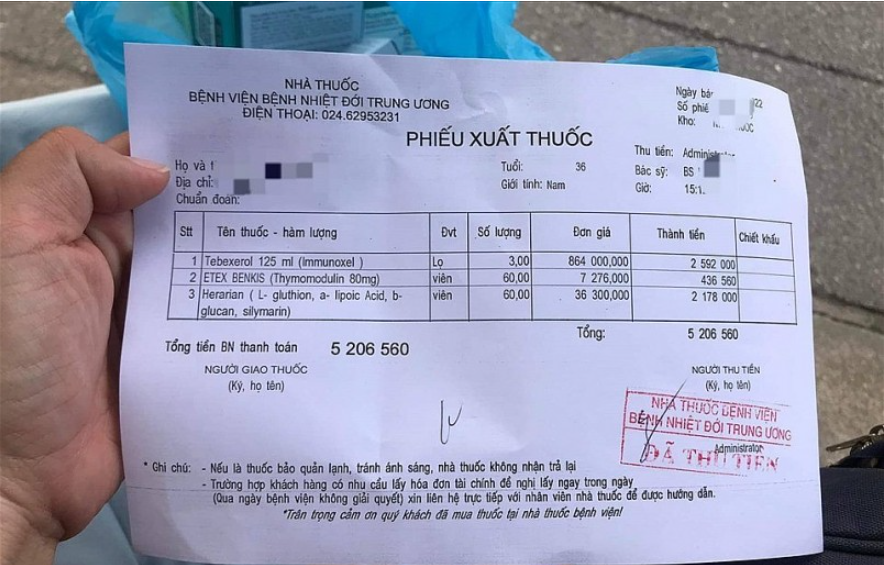 NHÀ THUỐC
BỆNH VIỆN BỆNH NHIỆT ĐỚI TRUNG ƯƠNG
ĐIỆN THOẠI: 024.62953231
Ngày bá
22
Số phiế
Kho:
PHIẾU XUẤT THUỐC
Thu tiền: Administrator
Họ và t
Tuổi: 36
Bác sỹ: BS
Địa chỉ:
Giới tính: Nam
Giờ: 15:1
Chuẩn đoán:
Stt Tên thuốc - hàm lượng Đvt Số lượng Đơn giá Thành tiền Chiết khấu
1 Tebexerol 125 ml (Immunoxel ) Lọ 3,00 864 000,000 2 592 000
2 ETEX BENKIS (Thymomodulin 80mg) viên 60,00 7 276,000 436 560
3 Herarian ( L- gluthion, a- lipoic Acid, b- viên 60,00 36 300,000 2 178 000
glucan, silymarin)
Tổng: 5 206 560
Tổng tiền BN thanh toán 5 206 560
NGƯỜI GIAO THUỐC
(Ký, họ tên)
NGƯỜI THU TIỀN
(Ký, họ tên)
NHÀ THUỐC BỆNH VIỆN
BỆNH NHIỆT ĐỚI TRUNG ƯƠNG
Administrator
ĐÃ THU TIỀN
* Ghi chú: - Nếu là thuốc bảo quản lạnh, tránh ánh sáng, nhà thuốc không nhận trả lại
- Trường hợp khách hàng có nhu cầu lấy hóa đơn tài chính đề nghị lấy ngay trong ngày
(Qua ngày bệnh viện không giải quyết) xin liên hệ trực tiếp với nhân viên nhà thuốc để được hướng dẫn.
*Trân trọng cảm ơn quý khách đã mua thuốc tại nhà thuốc bệnh viện!